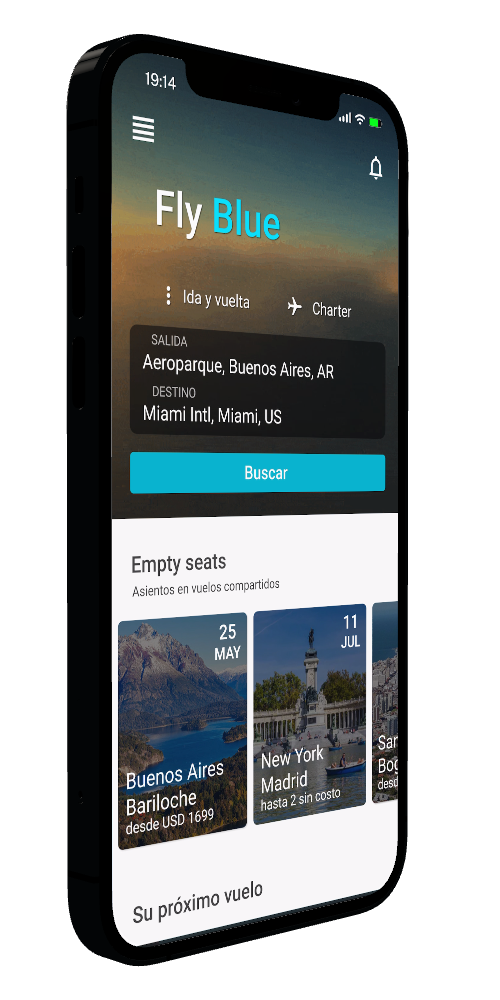 19:14
Fly Blue
Ida y vuelta
Charter
SALIDA
Aeroparque, Buenos Aires, AR
DESTINO
Miami Intl, Miami, US
Buscar
Empty seats
Asientos en vuelos compartidos
25
MAY
Buenos Aires
Bariloche
desde USD 1699
11
JUL
New York
Madrid
hasta 2 sin costo
San
Bog
desd
Su próximo vuelo